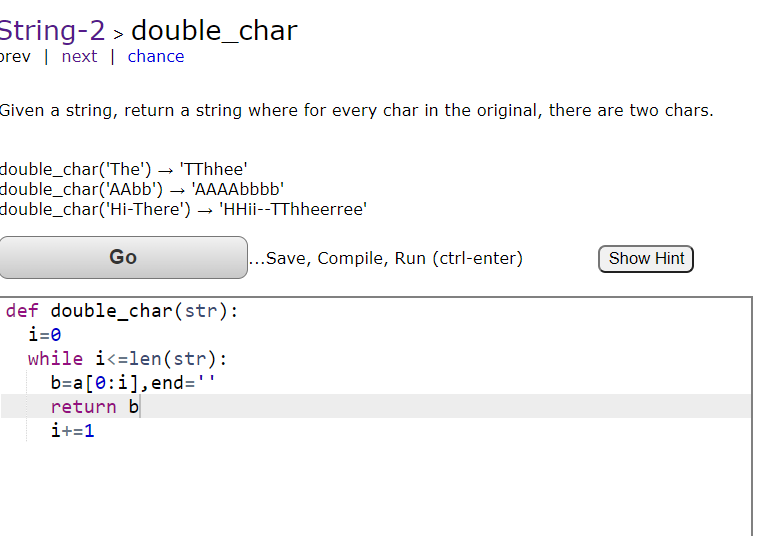 String-2 > double_char
prev | next | chance
Given a string, return a string where for every char in the original, there are two chars.
double_char('The') → 'TThhee'
double_char('AAbb') → 'AAAAbbbb'
double_char('Hi-There') → 'HHii--TThheerree'
Go ...Save, Compile, Run (ctrl-enter) Show Hint
def double_char(str):
  i=0
  while i<=len(str):
    b=a[0:i],end=''
    return b
    i+=1